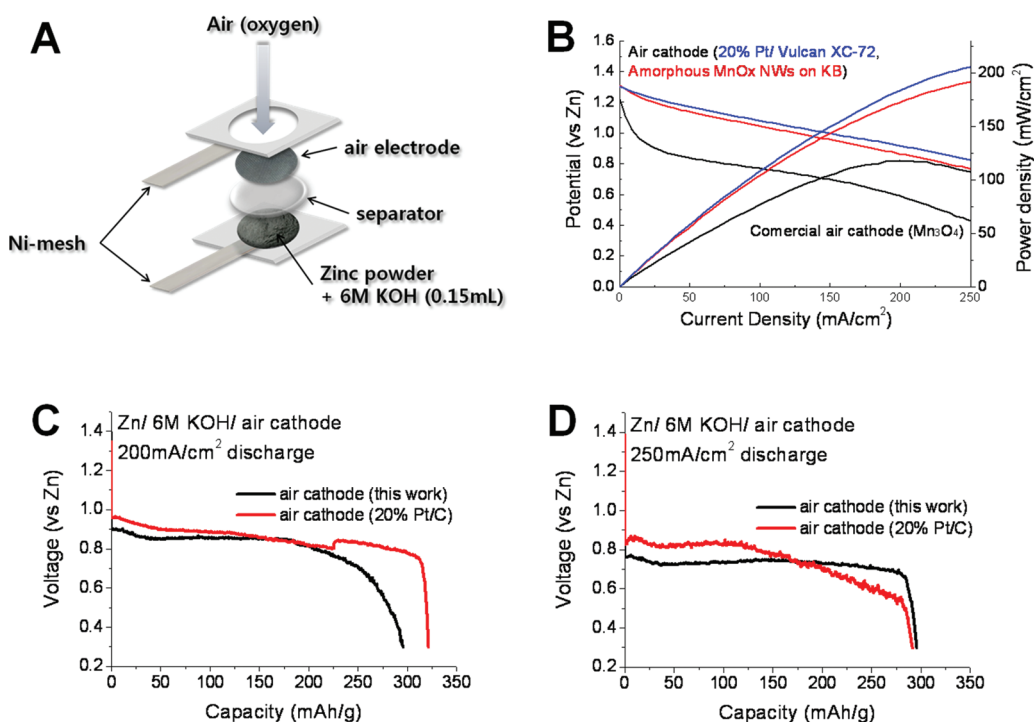 A
Air (oxygen)
air electrode
separator
Ni-mesh
Zinc powder
+ 6M KOH (0.15mL)
B
Air cathode (20% Pt/ Vulcan XC-72,
Amorphous MnOx NWs on KB)
Comercial air cathode (Mn₃O₄)
Potential (vs Zn)
1.6
1.4
1.2
1.0
0.8
0.6
0.4
0.2
0.0
0 50 100 150 200 250
Current Density (mA/cm²)
200
150
100
50
0
Power density (mW/cm²)
C
Zn/ 6M KOH/ air cathode
200mA/cm² discharge
air cathode (this work)
air cathode (20% Pt/C)
Voltage (vs Zn)
1.4
1.2
1.0
0.8
0.6
0.4
0.2
0 50 100 150 200 250 300 350
Capacity (mAh/g)
D
Zn/ 6M KOH/ air cathode
250mA/cm² discharge
air cathode (this work)
air cathode (20% Pt/C)
Voltage (vs Zn)
1.4
1.2
1.0
0.8
0.6
0.4
0.2
0 50 100 150 200 250 300 350
Capacity (mAh/g)